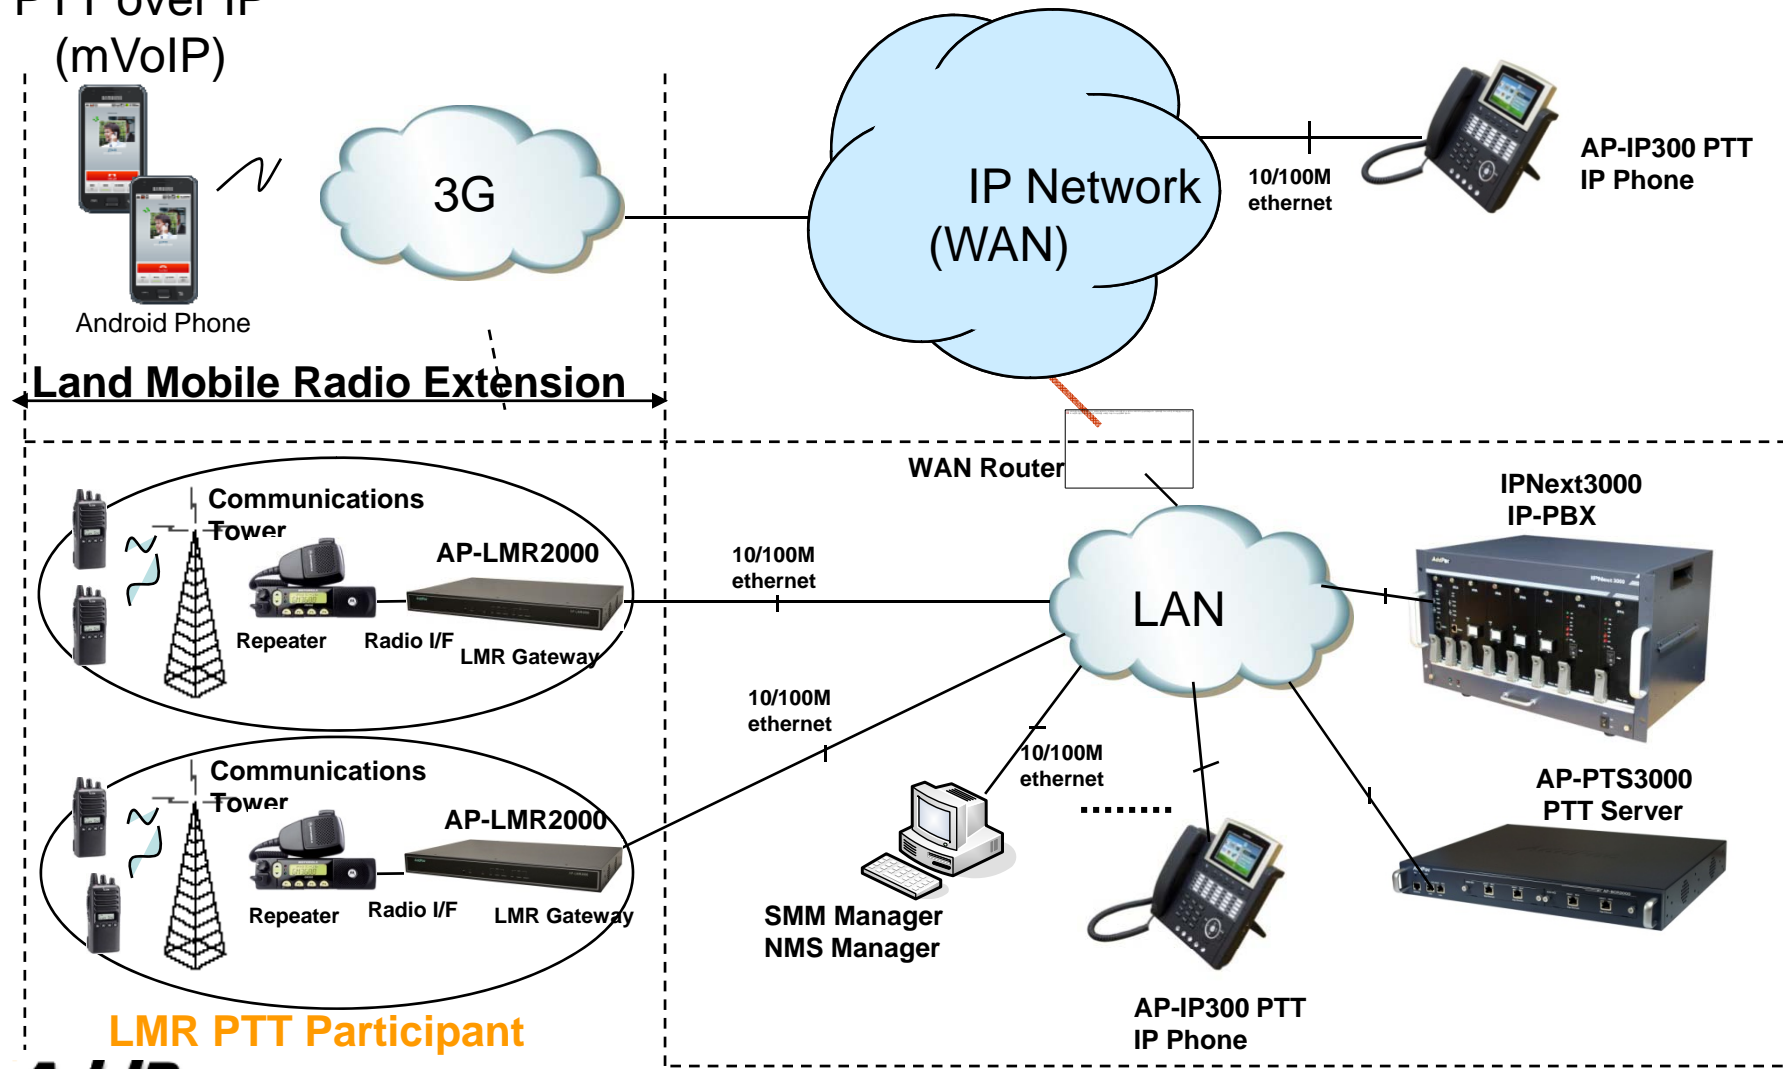 PTT over IP
(mVoIP)
3G
IP Network
(WAN)
10/100M
ethernet
AP-IP300 PTT
IP Phone
Android Phone
Land Mobile Radio Extension
WAN Router
IPNext3000
IP-PBX
Communications
Tower
AP-LMR2000
10/100M
ethernet
LAN
Repeater
Radio I/F
LMR Gateway
10/100M
ethernet
10/100M
ethernet
Communications
Tower
AP-LMR2000
AP-PTS3000
PTT Server
Repeater
Radio I/F
LMR Gateway
SMM Manager
NMS Manager
AP-IP300 PTT
IP Phone
LMR PTT Participant